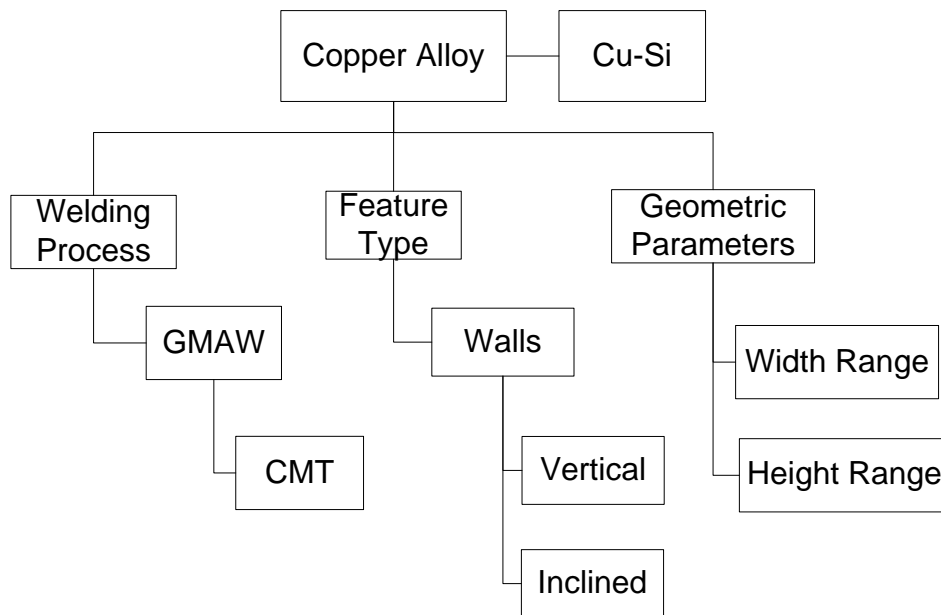 Copper Alloy
Cu-Si
Welding
Process
Feature
Type
Geometric
Parameters
GMAW
Walls
Width Range
CMT
Vertical
Height Range
Inclined